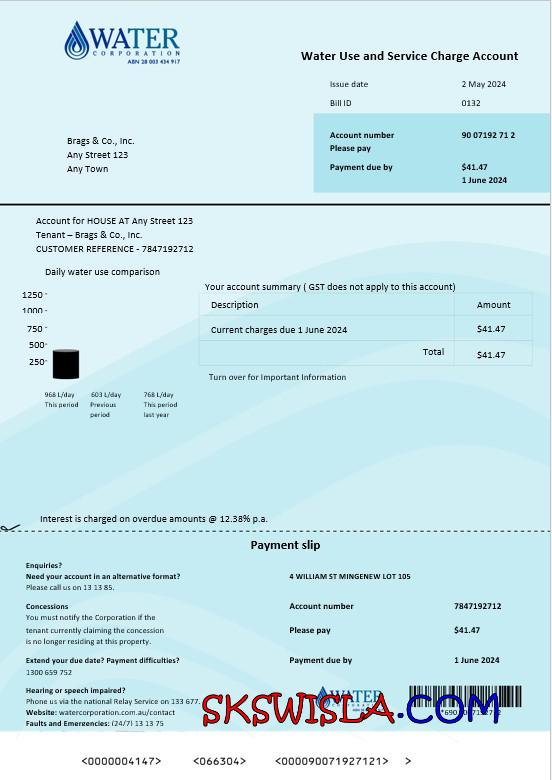 WATER
CORPORATION
ABN 28 003 434 917
Water Use and Service Charge Account
Issue date 2 May 2024
Bill ID 0132
Account number 90 07192 71 2
Please pay
Payment due by $41.47
1 June 2024
Brags & Co., Inc.
Any Street 123
Any Town
Account for HOUSE AT Any Street 123
Tenant – Brags & Co., Inc.
CUSTOMER REFERENCE - 7847192712
Daily water use comparison
1250
1000
750
500
250
968 L/day 603 L/day 768 L/day
This period Previous This period
period last year
Your account summary ( GST does not apply to this account)
Description Amount
Current charges due 1 June 2024 $41.47
Total $41.47
Turn over for Important Information
Interest is charged on overdue amounts @ 12.38% p.a.
Payment slip
Enquiries?
Need your account in an alternative format?
Please call us on 13 13 85.
Concessions
You must notify the Corporation if the
tenant currently claiming the concession
is no longer residing at this property.
Extend your due date? Payment difficulties?
1300 659 752
Hearing or speech impaired?
Phone us via the national Relay Service on 133 677.
Website: watercorporation.com.au/contact
Faults and Emerencies: (24/7) 13 13 75
4 WILLIAM ST MINGENEW LOT 105
Account number 7847192712
Please pay $41.47
Payment due by 1 June 2024
SKSWISLA.COM
<0000004147> <066304> <000090071927121> >